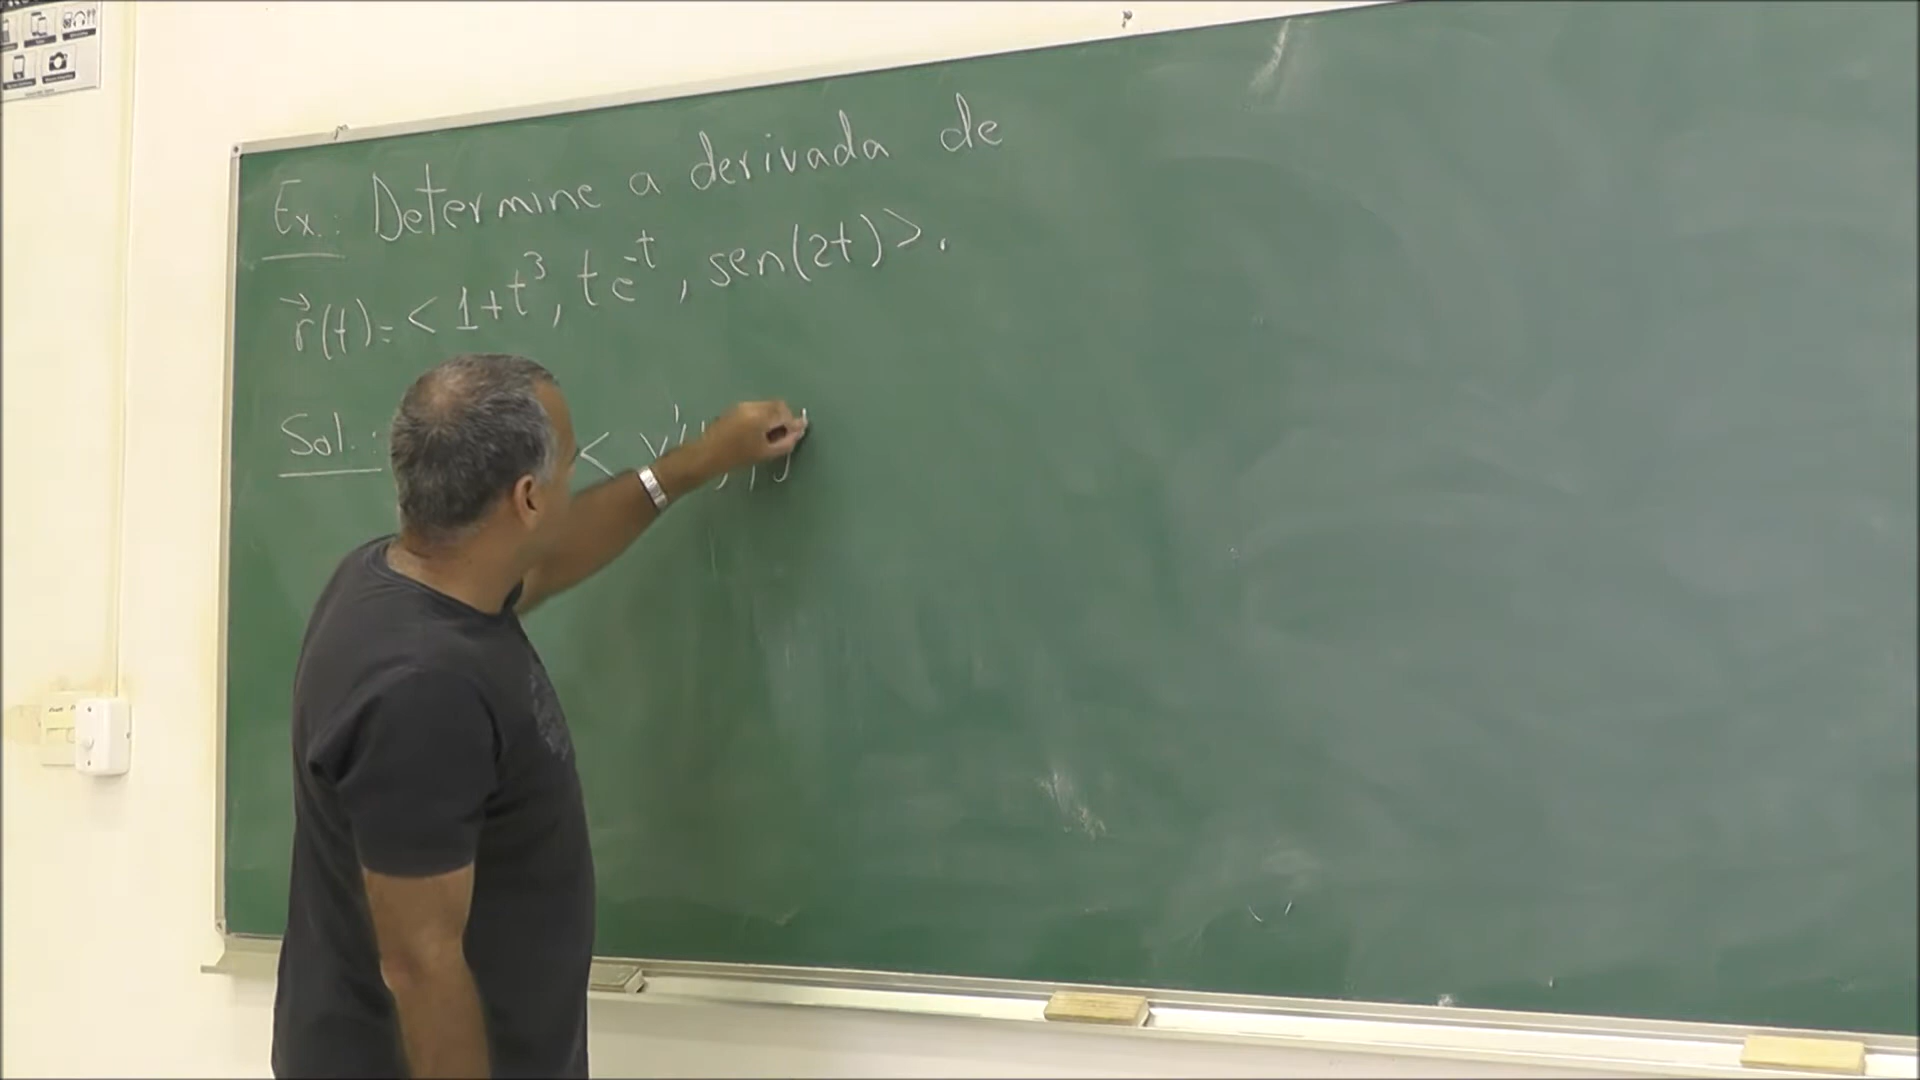 Ex.: Determine a derivada de
r⃗(t) = < 1+t³, te⁻ᵗ, sen(2t) >.
Sol.: < x'(t), y'